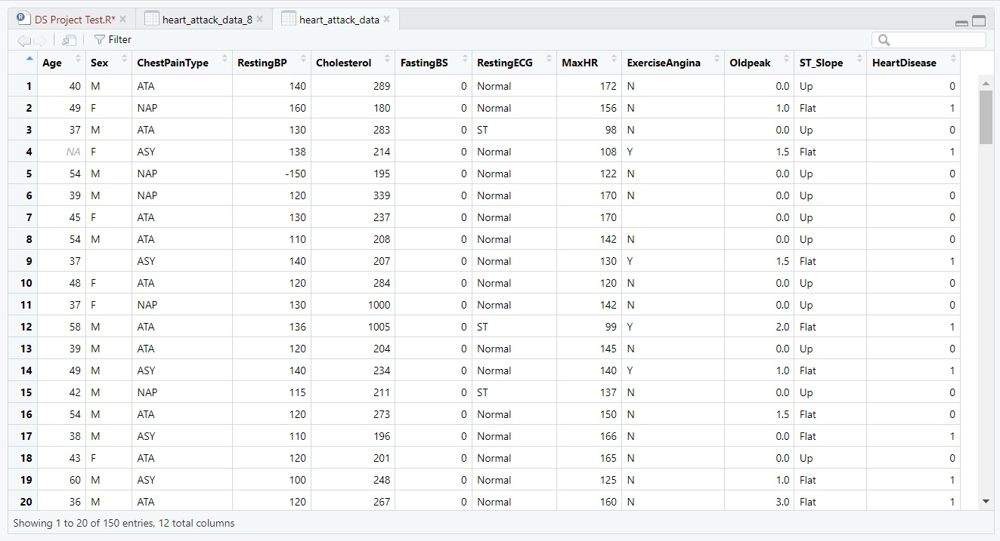 DS Project Test.R* heart_attack_data_8 heart_attack_data
Filter
Age Sex ChestPainType RestingBP Cholesterol FastingBS RestingECG MaxHR ExerciseAngina Oldpeak ST_Slope HeartDisease
1 40 M ATA 140 289 0 Normal 172 N 0.0 Up 0
2 49 F NAP 160 180 0 Normal 156 N 1.0 Flat 1
3 37 M ATA 130 283 0 ST 98 N 0.0 Up 0
4 NA F ASY 138 214 0 Normal 108 Y 1.5 Flat 1
5 54 M NAP -150 195 0 Normal 122 N 0.0 Up 0
6 39 M NAP 120 339 0 Normal 170 N 0.0 Up 0
7 45 F ATA 130 237 0 Normal 170 0.0 Up 0
8 54 M ATA 110 208 0 Normal 142 N 0.0 Up 0
9 37 ASY 140 207 0 Normal 130 Y 1.5 Flat 1
10 48 F ATA 120 284 0 Normal 120 N 0.0 Up 0
11 37 F NAP 130 1000 0 Normal 142 N 0.0 Up 0
12 58 M ATA 136 1005 0 ST 99 Y 2.0 Flat 1
13 39 M ATA 120 204 0 Normal 145 N 0.0 Up 0
14 49 M ASY 140 234 0 Normal 140 Y 1.0 Flat 1
15 42 M NAP 115 211 0 ST 137 N 0.0 Up 0
16 54 M ATA 120 273 0 Normal 150 N 1.5 Flat 0
17 38 M ASY 110 196 0 Normal 166 N 0.0 Flat 1
18 43 F ATA 120 201 0 Normal 165 N 0.0 Up 0
19 60 M ASY 100 248 0 Normal 125 N 1.0 Flat 1
20 36 M ATA 120 267 0 Normal 160 N 3.0 Flat 1
Showing 1 to 20 of 150 entries, 12 total columns